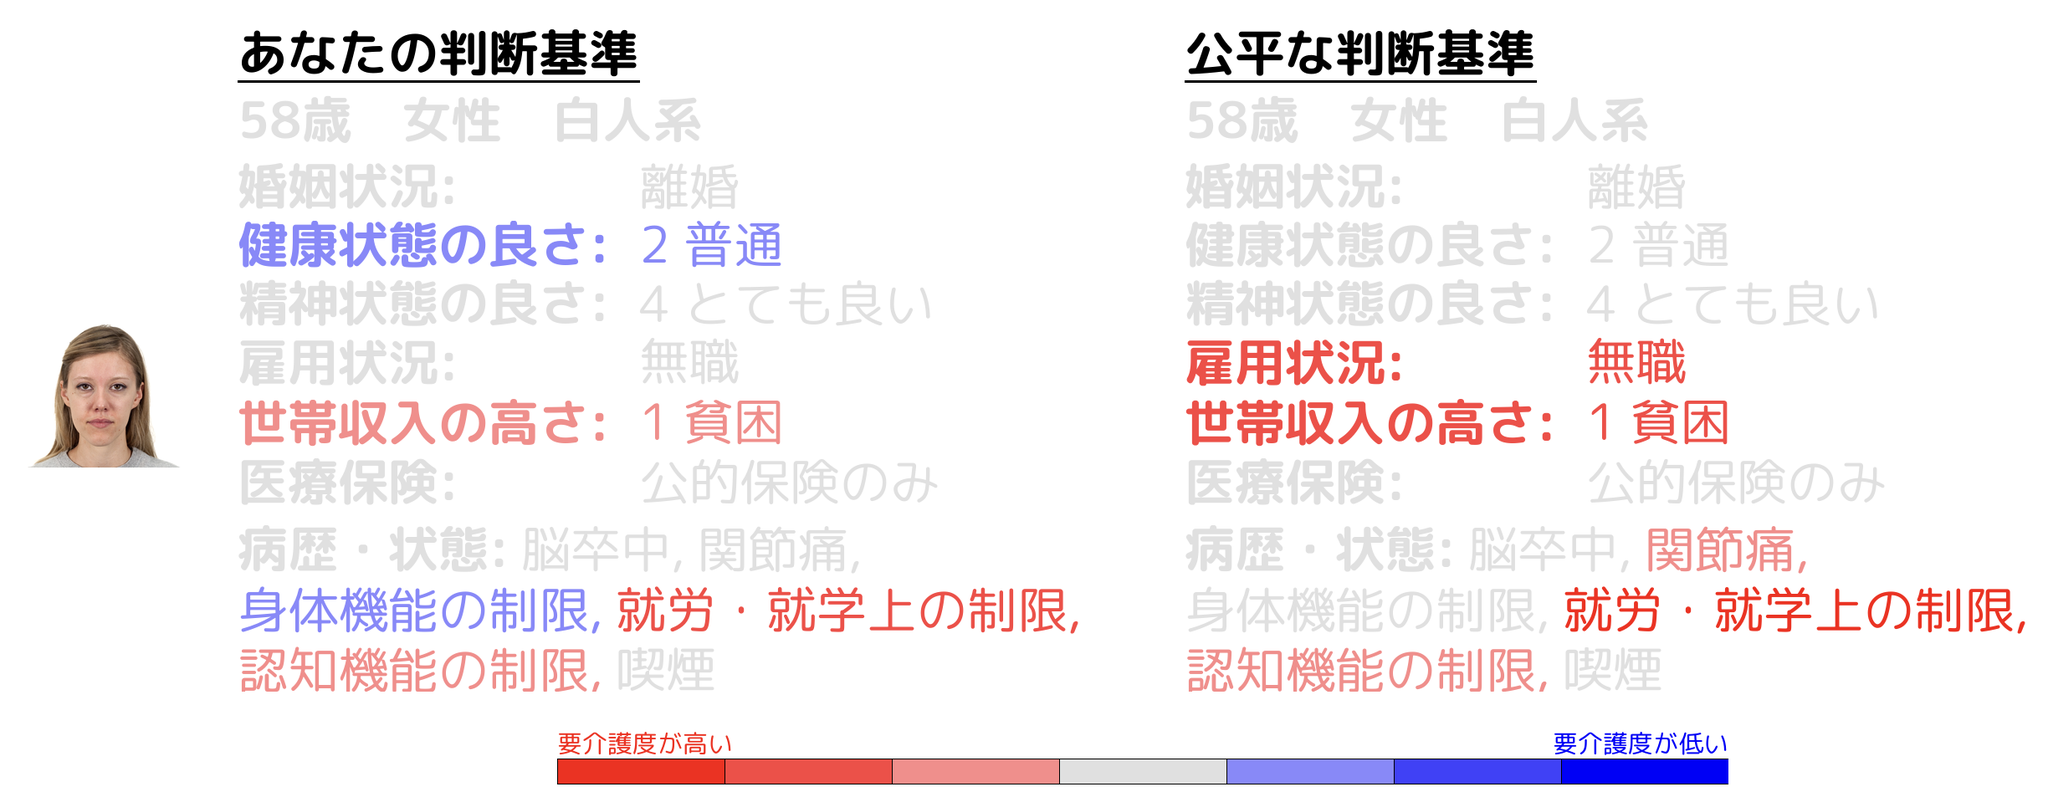 あなたの判断基準
58歳 女性 白人系
婚姻状況: 離婚
健康状態の良さ: 2 普通
精神状態の良さ: 4 とても良い
雇用状況: 無職
世帯収入の高さ: 1 貧困
医療保険: 公的保険のみ
病歴・状態: 脳卒中, 関節痛,
身体機能の制限, 就労・就学上の制限,
認知機能の制限, 喫煙
公平な判断基準
58歳 女性 白人系
婚姻状況: 離婚
健康状態の良さ: 2 普通
精神状態の良さ: 4 とても良い
雇用状況: 無職
世帯収入の高さ: 1 貧困
医療保険: 公的保険のみ
病歴・状態: 脳卒中, 関節痛,
身体機能の制限, 就労・就学上の制限,
認知機能の制限, 喫煙
要介護度が高い
要介護度が低い